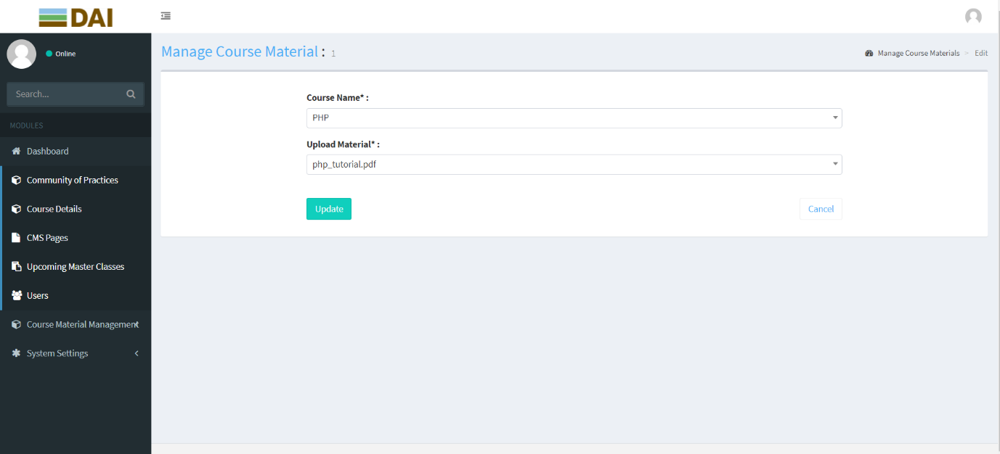 DAI
Online
Search...
MODULES
Dashboard
Community of Practices
Course Details
CMS Pages
Upcoming Master Classes
Users
Course Material Management
System Settings
Manage Course Material : 1
Manage Course Materials > Edit
Course Name* :
PHP
Upload Material* :
php_tutorial.pdf
Update Cancel